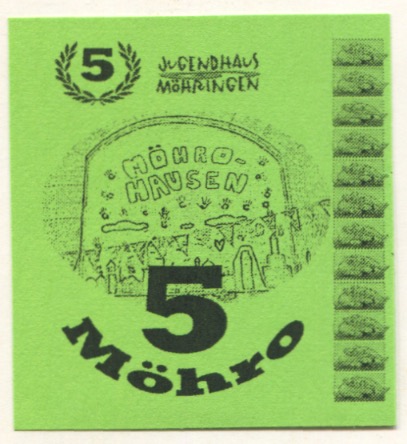 5
JUGENDHAUS
MÖHRINGEN
MÖHRO-
HAUSEN
5
Möhro